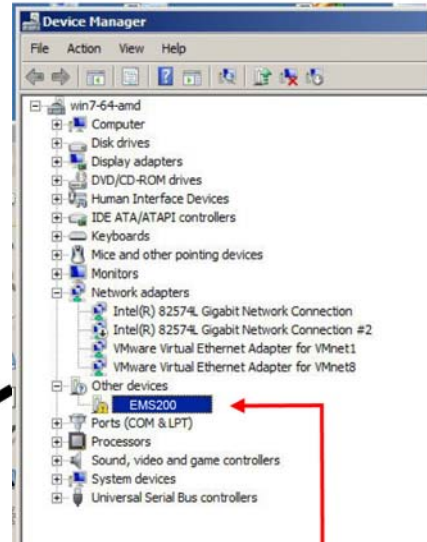 Device Manager
File Action View Help
win7-64-amd
Computer
Disk drives
Display adapters
DVD/CD-ROM drives
Human Interface Devices
IDE ATA/ATAPI controllers
Keyboards
Mice and other pointing devices
Monitors
Network adapters
Intel(R) 82574L Gigabit Network Connection
Intel(R) 82574L Gigabit Network Connection #2
VMware Virtual Ethernet Adapter for VMnet1
VMware Virtual Ethernet Adapter for VMnet8
Other devices
EMS200
Ports (COM & LPT)
Processors
Sound, video and game controllers
System devices
Universal Serial Bus controllers